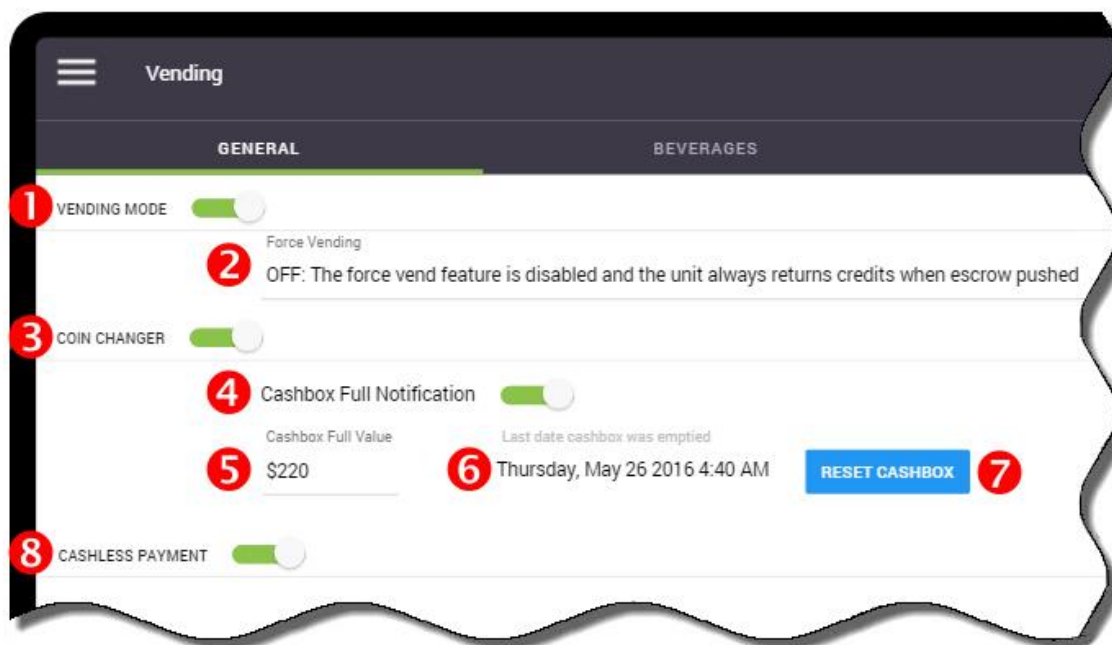 Vending
GENERAL BEVERAGES
1 VENDING MODE
Force Vending
2 OFF: The force vend feature is disabled and the unit always returns credits when escrow pushed
3 COIN CHANGER
4 Cashbox Full Notification
Cashbox Full Value Last date cashbox was emptied
5 $220 6 Thursday, May 26 2016 4:40 AM RESET CASHBOX 7
8 CASHLESS PAYMENT